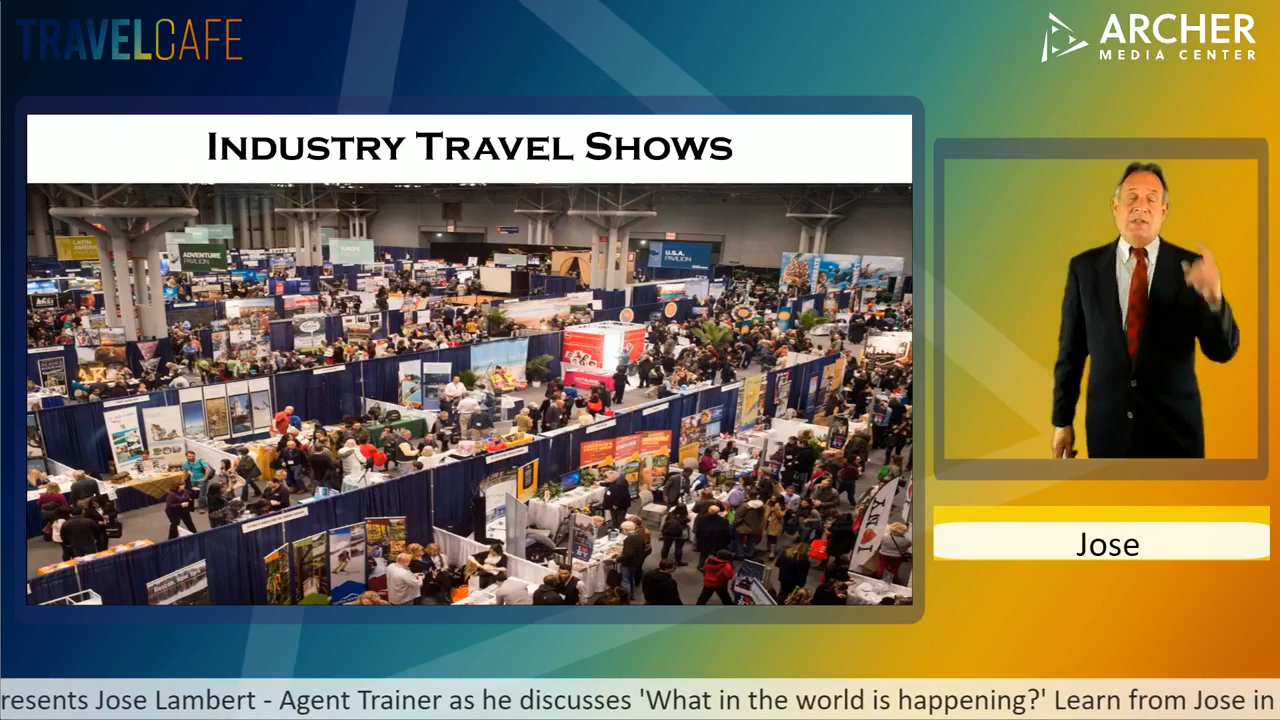 TRAVELCAFE
ARCHER
MEDIA CENTER
INDUSTRY TRAVEL SHOWS
LATIN AMERICA
ADVENTURE
PAVILION
EUROPE
U.S.A.
PAVILION
Jose
resents Jose Lambert - Agent Trainer as he discusses 'What in the world is happening?' Learn from Jose in